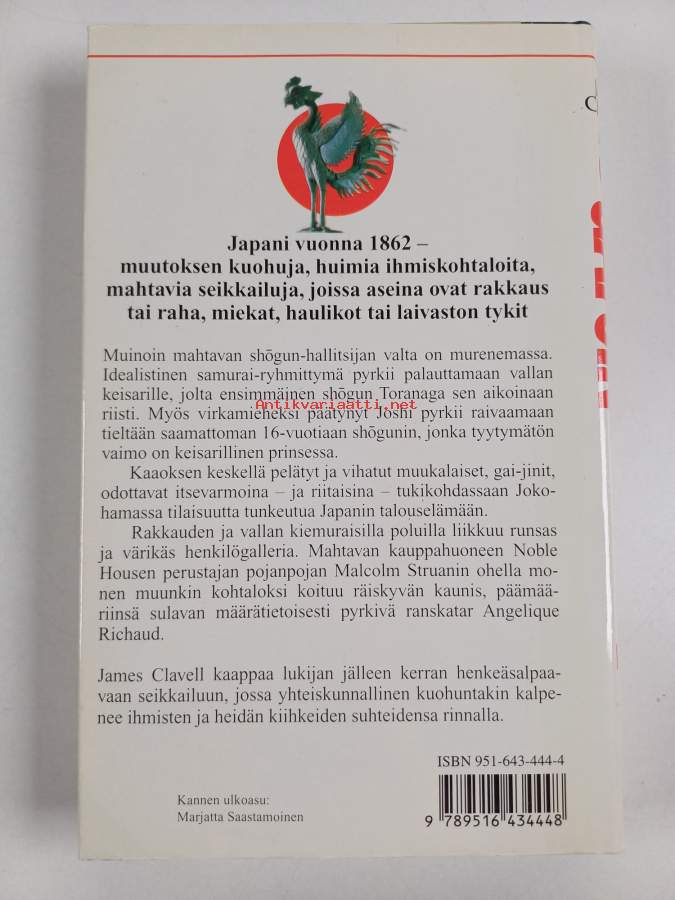 Japani vuonna 1862 –
muutoksen kuohuja, huimia ihmiskohtaloita,
mahtavia seikkailuja, joissa aseina ovat rakkaus
tai raha, miekat, haulikot tai laivaston tykit
Muinoin mahtavan shōgun-hallitsijan valta on murenemassa.
Idealistinen samurai-ryhmittymä pyrkii palauttamaan vallan
keisarille, jolta ensimmäinen shōgun Toranaga sen aikoinaan
riisti. Myös virkamieheksi päätynyt Joshi pyrkii raivaamaan
Antikvariaatti.net
tieltään saamattoman 16-vuotiaan shōgunin, jonka tyytymätön
vaimo on keisarillinen prinsessa.
Kaaoksen keskellä pelätyt ja vihatut muukalaiset, gai-jinit,
odottavat itsevarmoina – ja riitaisina – tukikohdassaan Joko-
hamassa tilaisuutta tunkeutua Japanin talouselämään.
Rakkauden ja vallan kiemuraisilla poluilla liikkuu runsas
ja värikäs henkilögalleria. Mahtavan kauppahuoneen Noble
Housen perustajan pojanpojan Malcolm Struanin ohella mo-
nen muunkin kohtaloksi koituu räiskyvän kaunis, päämää-
riinsä sulavan määrätietoisesti pyrkivä ranskatar Angelique
Richaud.
James Clavell kaappaa lukijan jälleen kerran henkeäsalpaa-
vaan seikkailuun, jossa yhteiskunnallinen kuohuntakin kalpe-
nee ihmisten ja heidän kiihkeiden suhteidensa rinnalla.
ISBN 951-643-444-4
Kannen ulkoasu:
Marjatta Saastamoinen
9 789516 434448